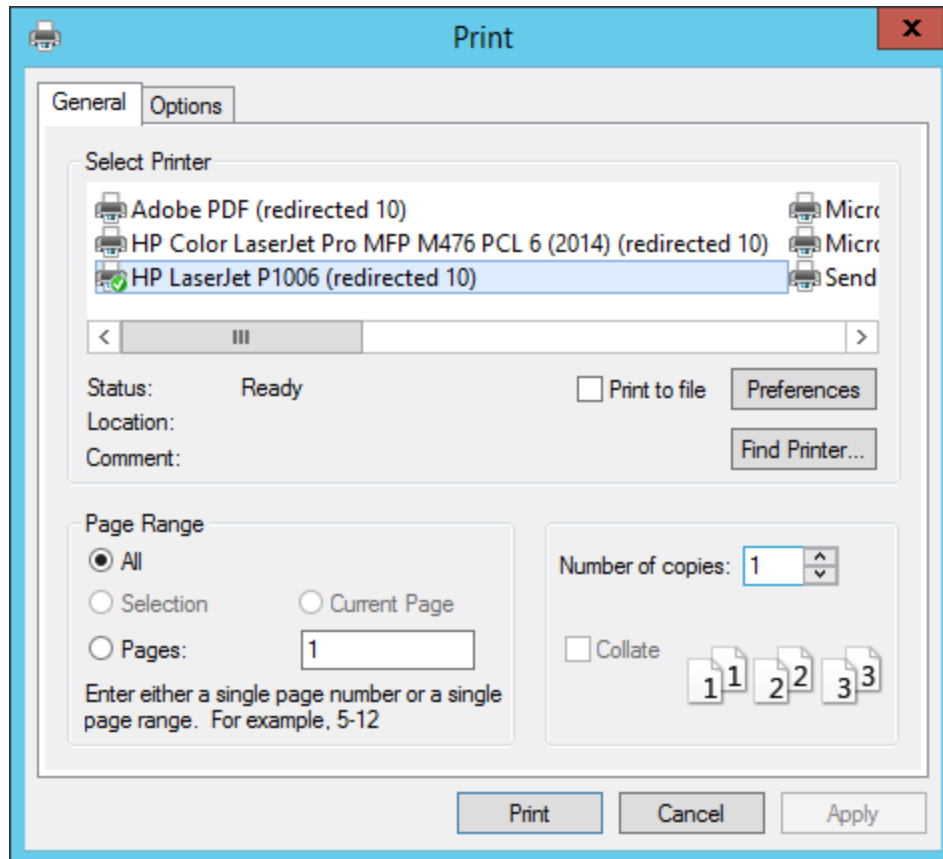 Print
General Options
Select Printer
Adobe PDF (redirected 10) Micro
HP Color LaserJet Pro MFP M476 PCL 6 (2014) (redirected 10) Micro
HP LaserJet P1006 (redirected 10) Send
Status: Ready Print to file Preferences
Location:
Comment: Find Printer...
Page Range
All Number of copies: 1
Selection Current Page
Pages: 1 Collate 1 1 2 2 3 3
Enter either a single page number or a single
page range. For example, 5-12
Print Cancel Apply